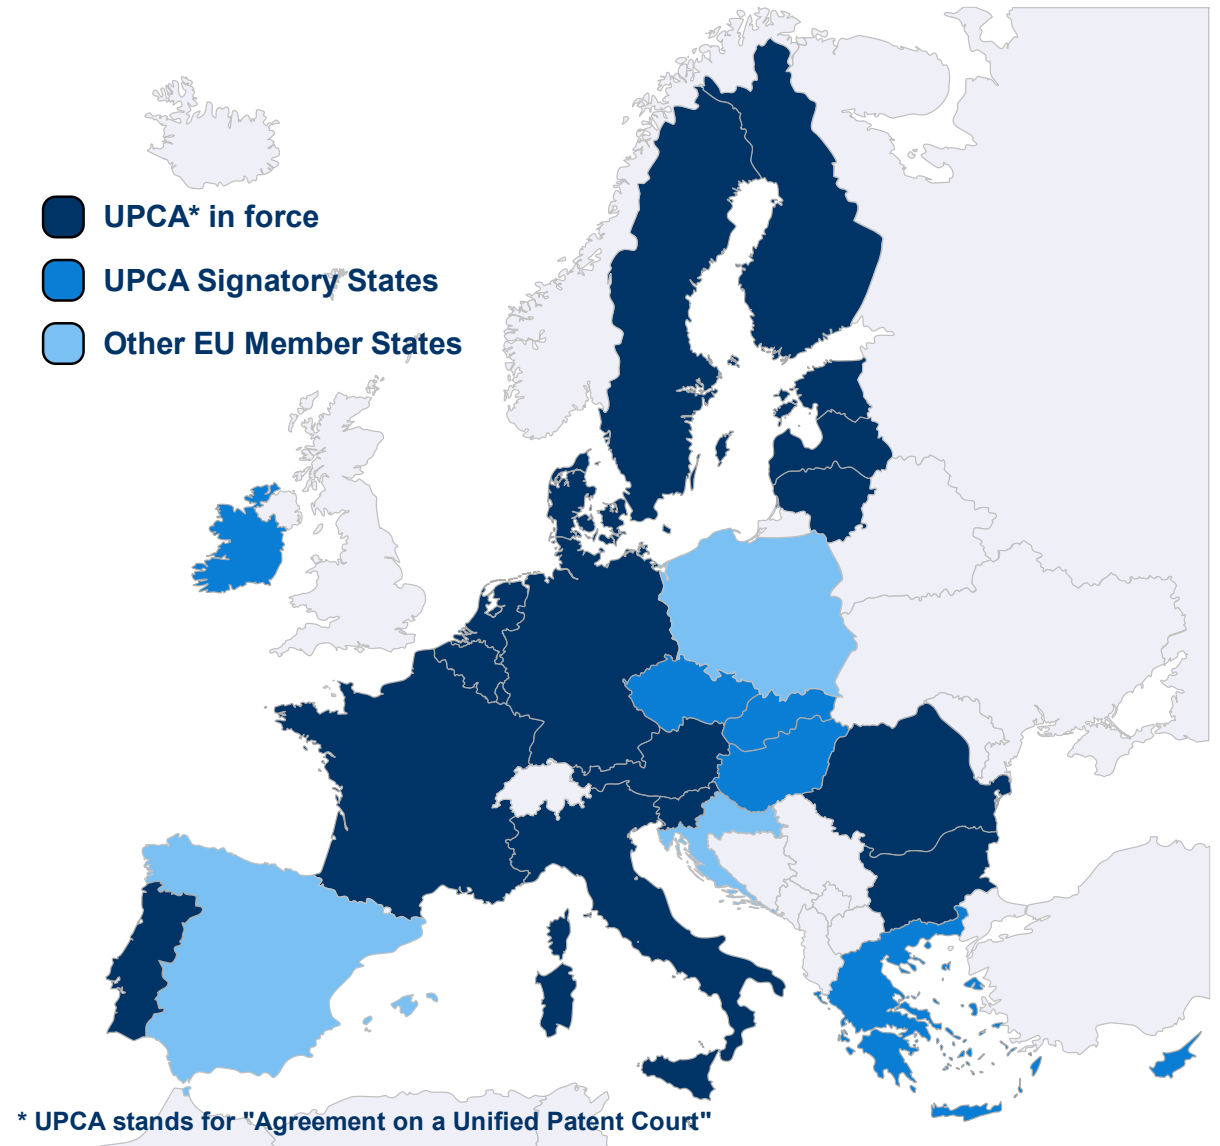 UPCA* in force
UPCA Signatory States
Other EU Member States
* UPCA stands for "Agreement on a Unified Patent Court"